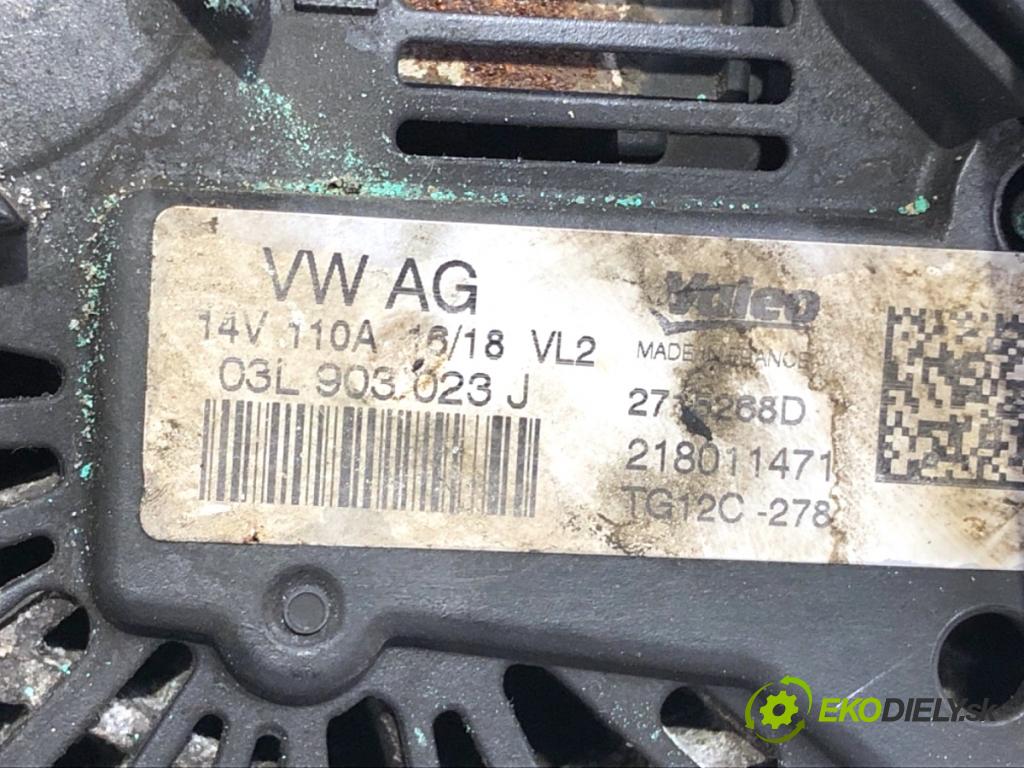 VW AG
14V 110A 16/18 VL2
03L 903 023 J
Valeo
MADE IN FRANCE
218011471
TG12C -278
EKODIELY.sk